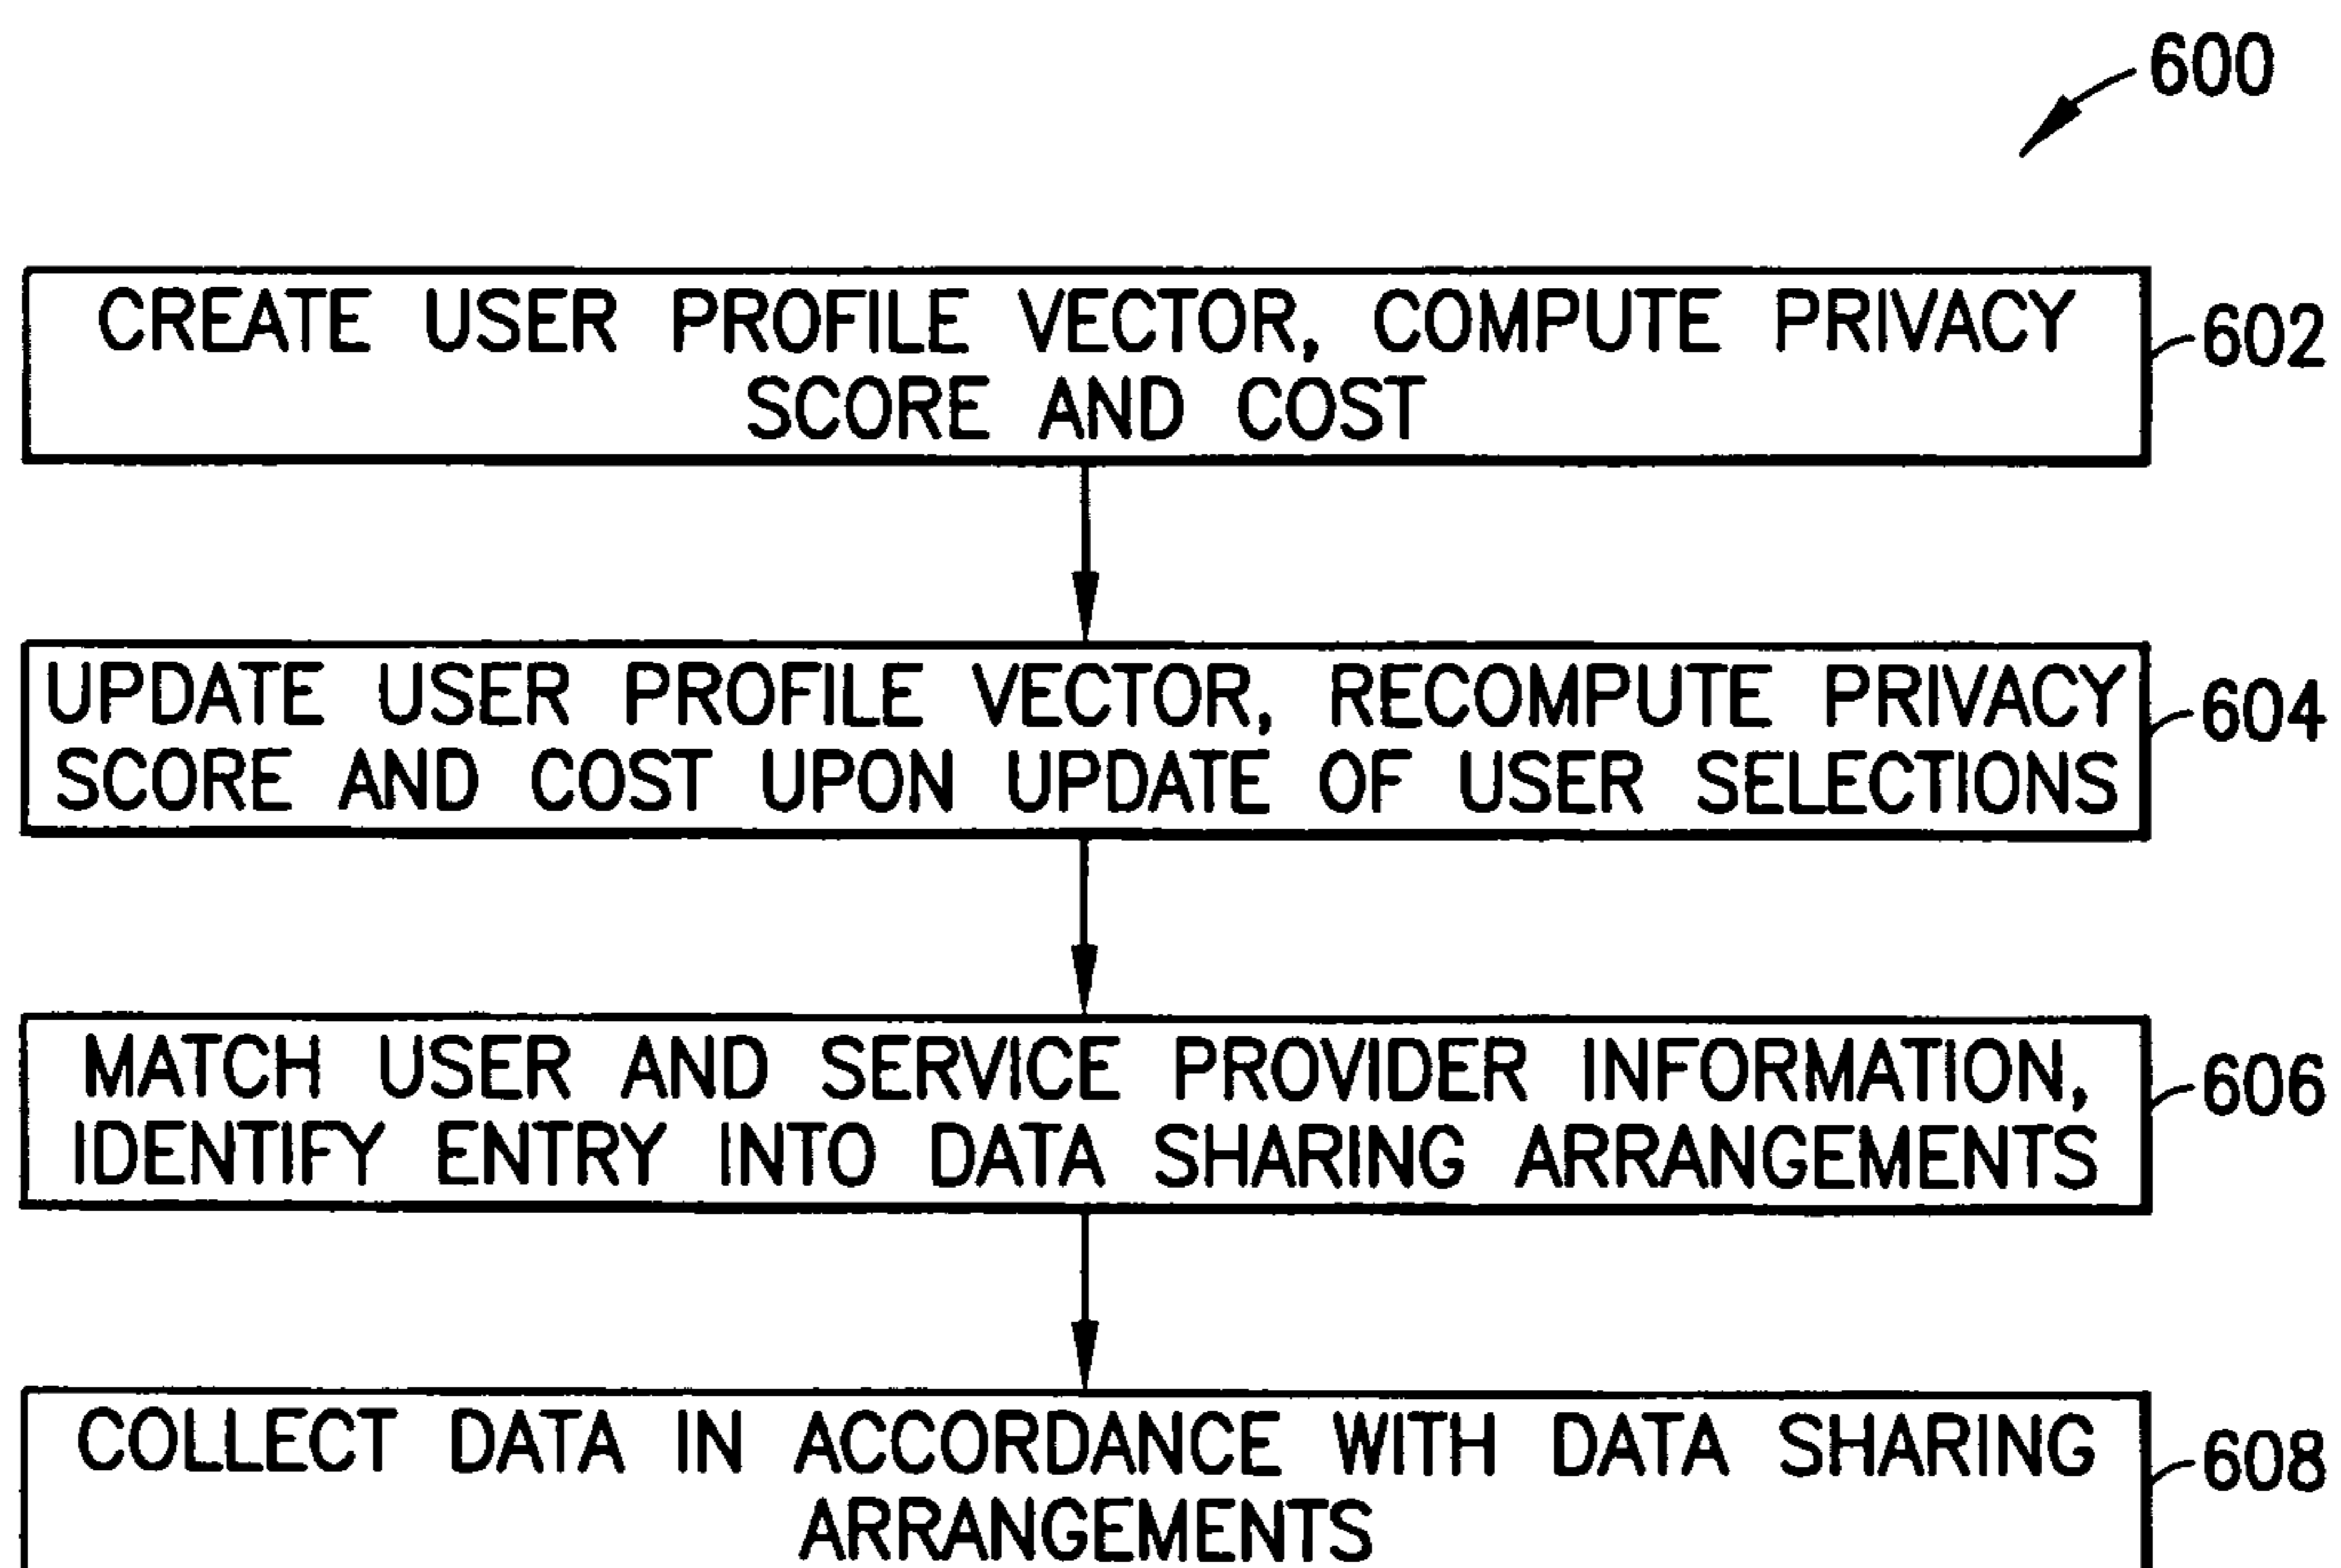 600
CREATE USER PROFILE VECTOR, COMPUTE PRIVACY
SCORE AND COST
602
UPDATE USER PROFILE VECTOR, RECOMPUTE PRIVACY
SCORE AND COST UPON UPDATE OF USER SELECTIONS
604
MATCH USER AND SERVICE PROVIDER INFORMATION,
IDENTIFY ENTRY INTO DATA SHARING ARRANGEMENTS
606
COLLECT DATA IN ACCORDANCE WITH DATA SHARING
ARRANGEMENTS
608